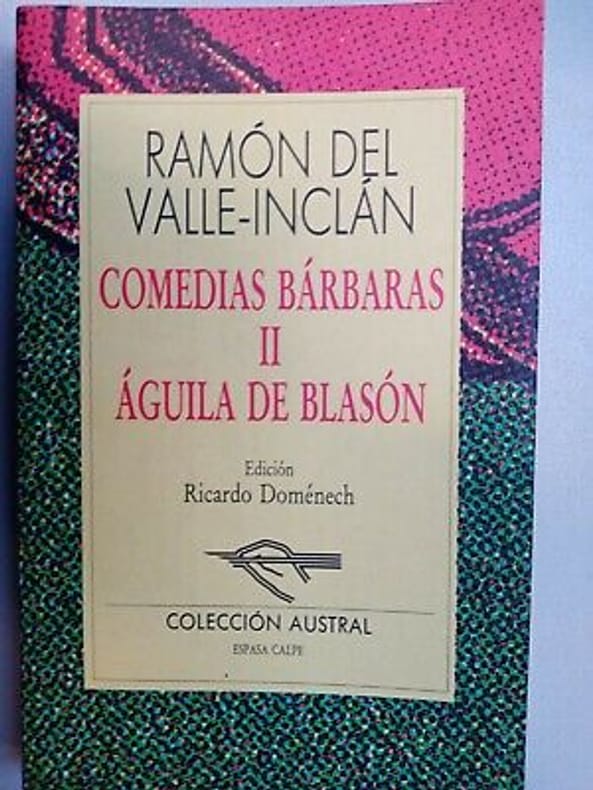 RAMÓN DEL
VALLE-INCLÁN
COMEDIAS BÁRBARAS
II
ÁGUILA DE BLASÓN
Edición
Ricardo Doménech
COLECCIÓN AUSTRAL
ESPASA CALPE